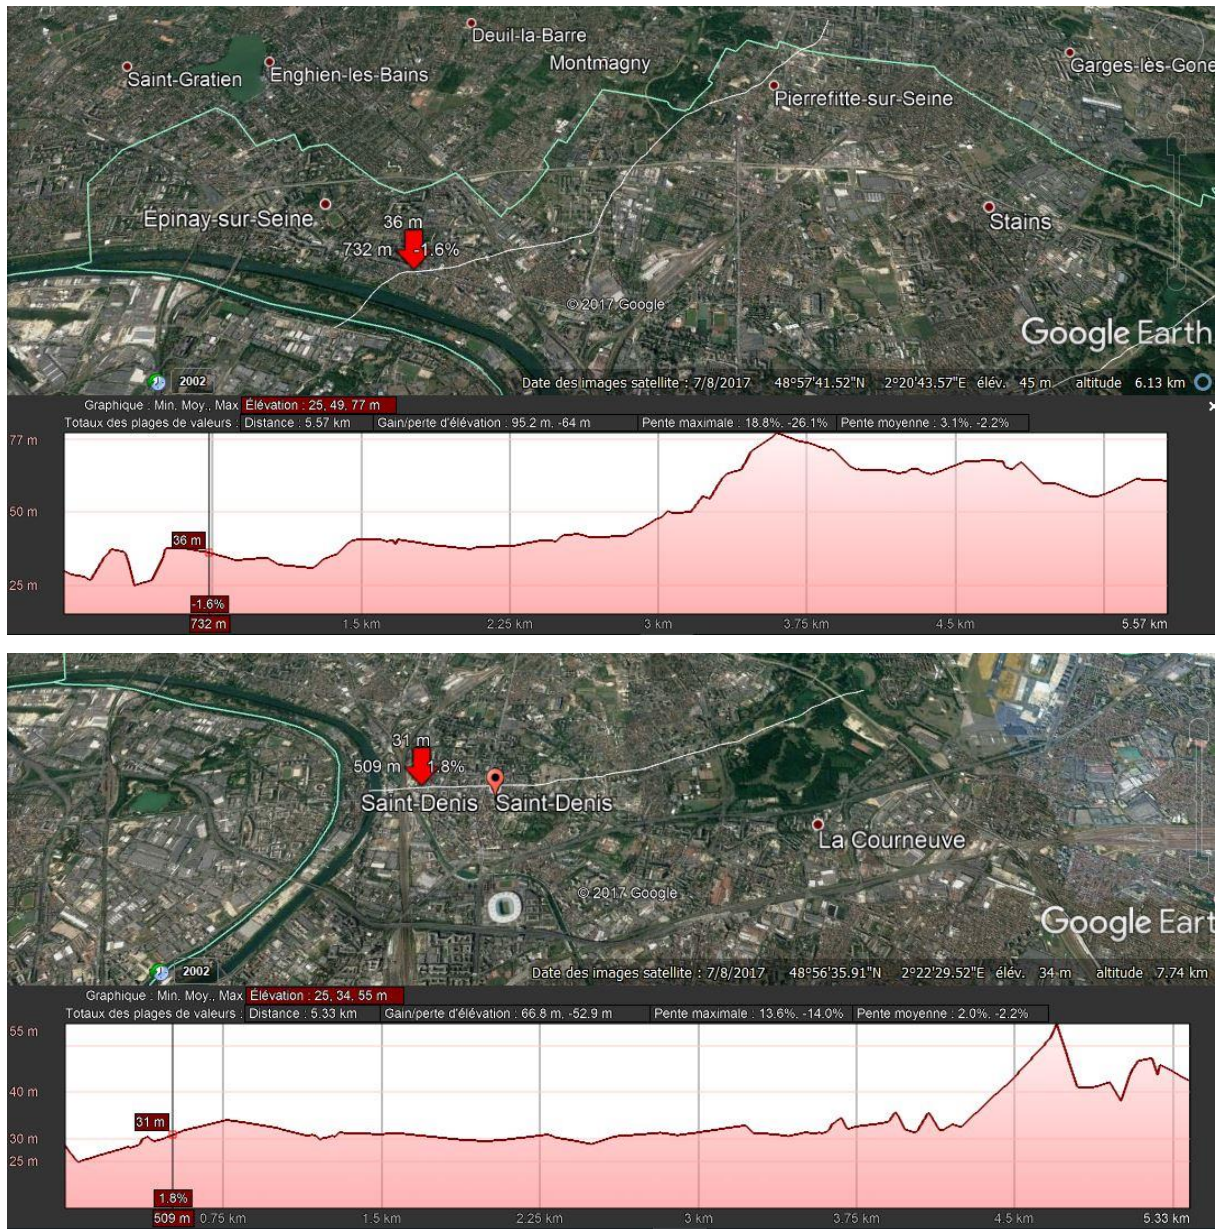 Deuil-la-Barre
Montmagny
Saint-Gratien
Enghien-les-Bains
Garges-lès-Gone
Pierrefitte-sur-Seine
Épinay-sur-Seine
36 m
732 m -1.6%
Stains
© 2017 Google
Google Earth
2002
Date des images satellite : 7/8/2017 48°57'41.52"N 2°20'43.57"E élév. 45 m altitude 6.13 km
Graphique : Min. Moy., Max Élévation : 25, 49, 77 m
Totaux des plages de valeurs : Distance : 5.57 km Gain/perte d'élévation : 95.2 m, -64 m Pente maximale : 18.8%, -26.1% Pente moyenne : 3.1%, -2.2%
77 m
50 m
36 m
25 m
-1.6%
732 m 1.5 km 2.25 km 3 km 3.75 km 4.5 km 5.57 km
31 m
509 m 1.8%
Saint-Denis Saint-Denis
La Courneuve
© 2017 Google
Google Eart
2002
Date des images satellite : 7/8/2017 48°56'35.91"N 2°22'29.52"E élév. 34 m altitude 7.74 km
Graphique : Min. Moy., Max Élévation : 25, 34, 55 m
Totaux des plages de valeurs : Distance : 5.33 km Gain/perte d'élévation : 66.8 m, -52.9 m Pente maximale : 13.6%, -14.0% Pente moyenne : 2.0%, -2.2%
55 m
40 m
31 m
30 m
25 m
1.8%
509 m 0.75 km 1.5 km 2.25 km 3 km 3.75 km 4.5 km 5.33 km